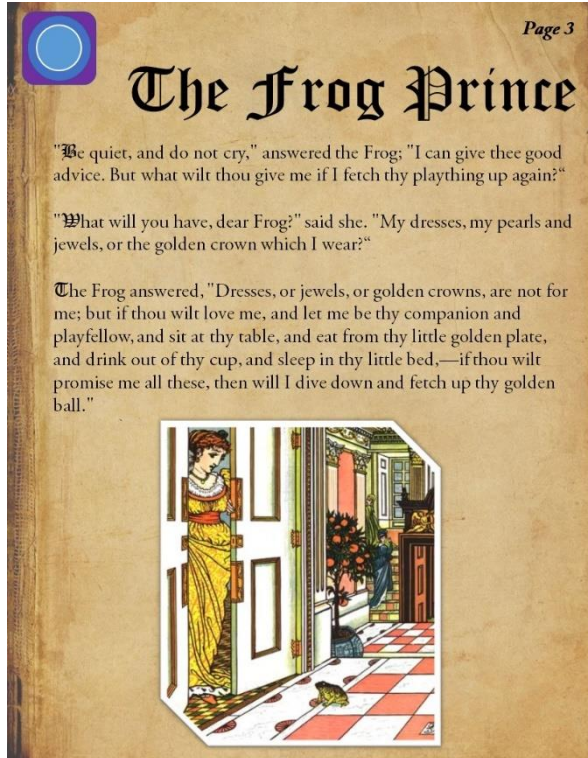 Page 3
The Frog Prince
"Be quiet, and do not cry," answered the Frog; "I can give thee good
advice. But what wilt thou give me if I fetch thy plaything up again?“
"What will you have, dear Frog?" said she. "My dresses, my pearls and
jewels, or the golden crown which I wear?“
The Frog answered, "Dresses, or jewels, or golden crowns, are not for
me; but if thou wilt love me, and let me be thy companion and
playfellow, and sit at thy table, and eat from thy little golden plate,
and drink out of thy cup, and sleep in thy little bed,—if thou wilt
promise me all these, then will I dive down and fetch up thy golden
ball."